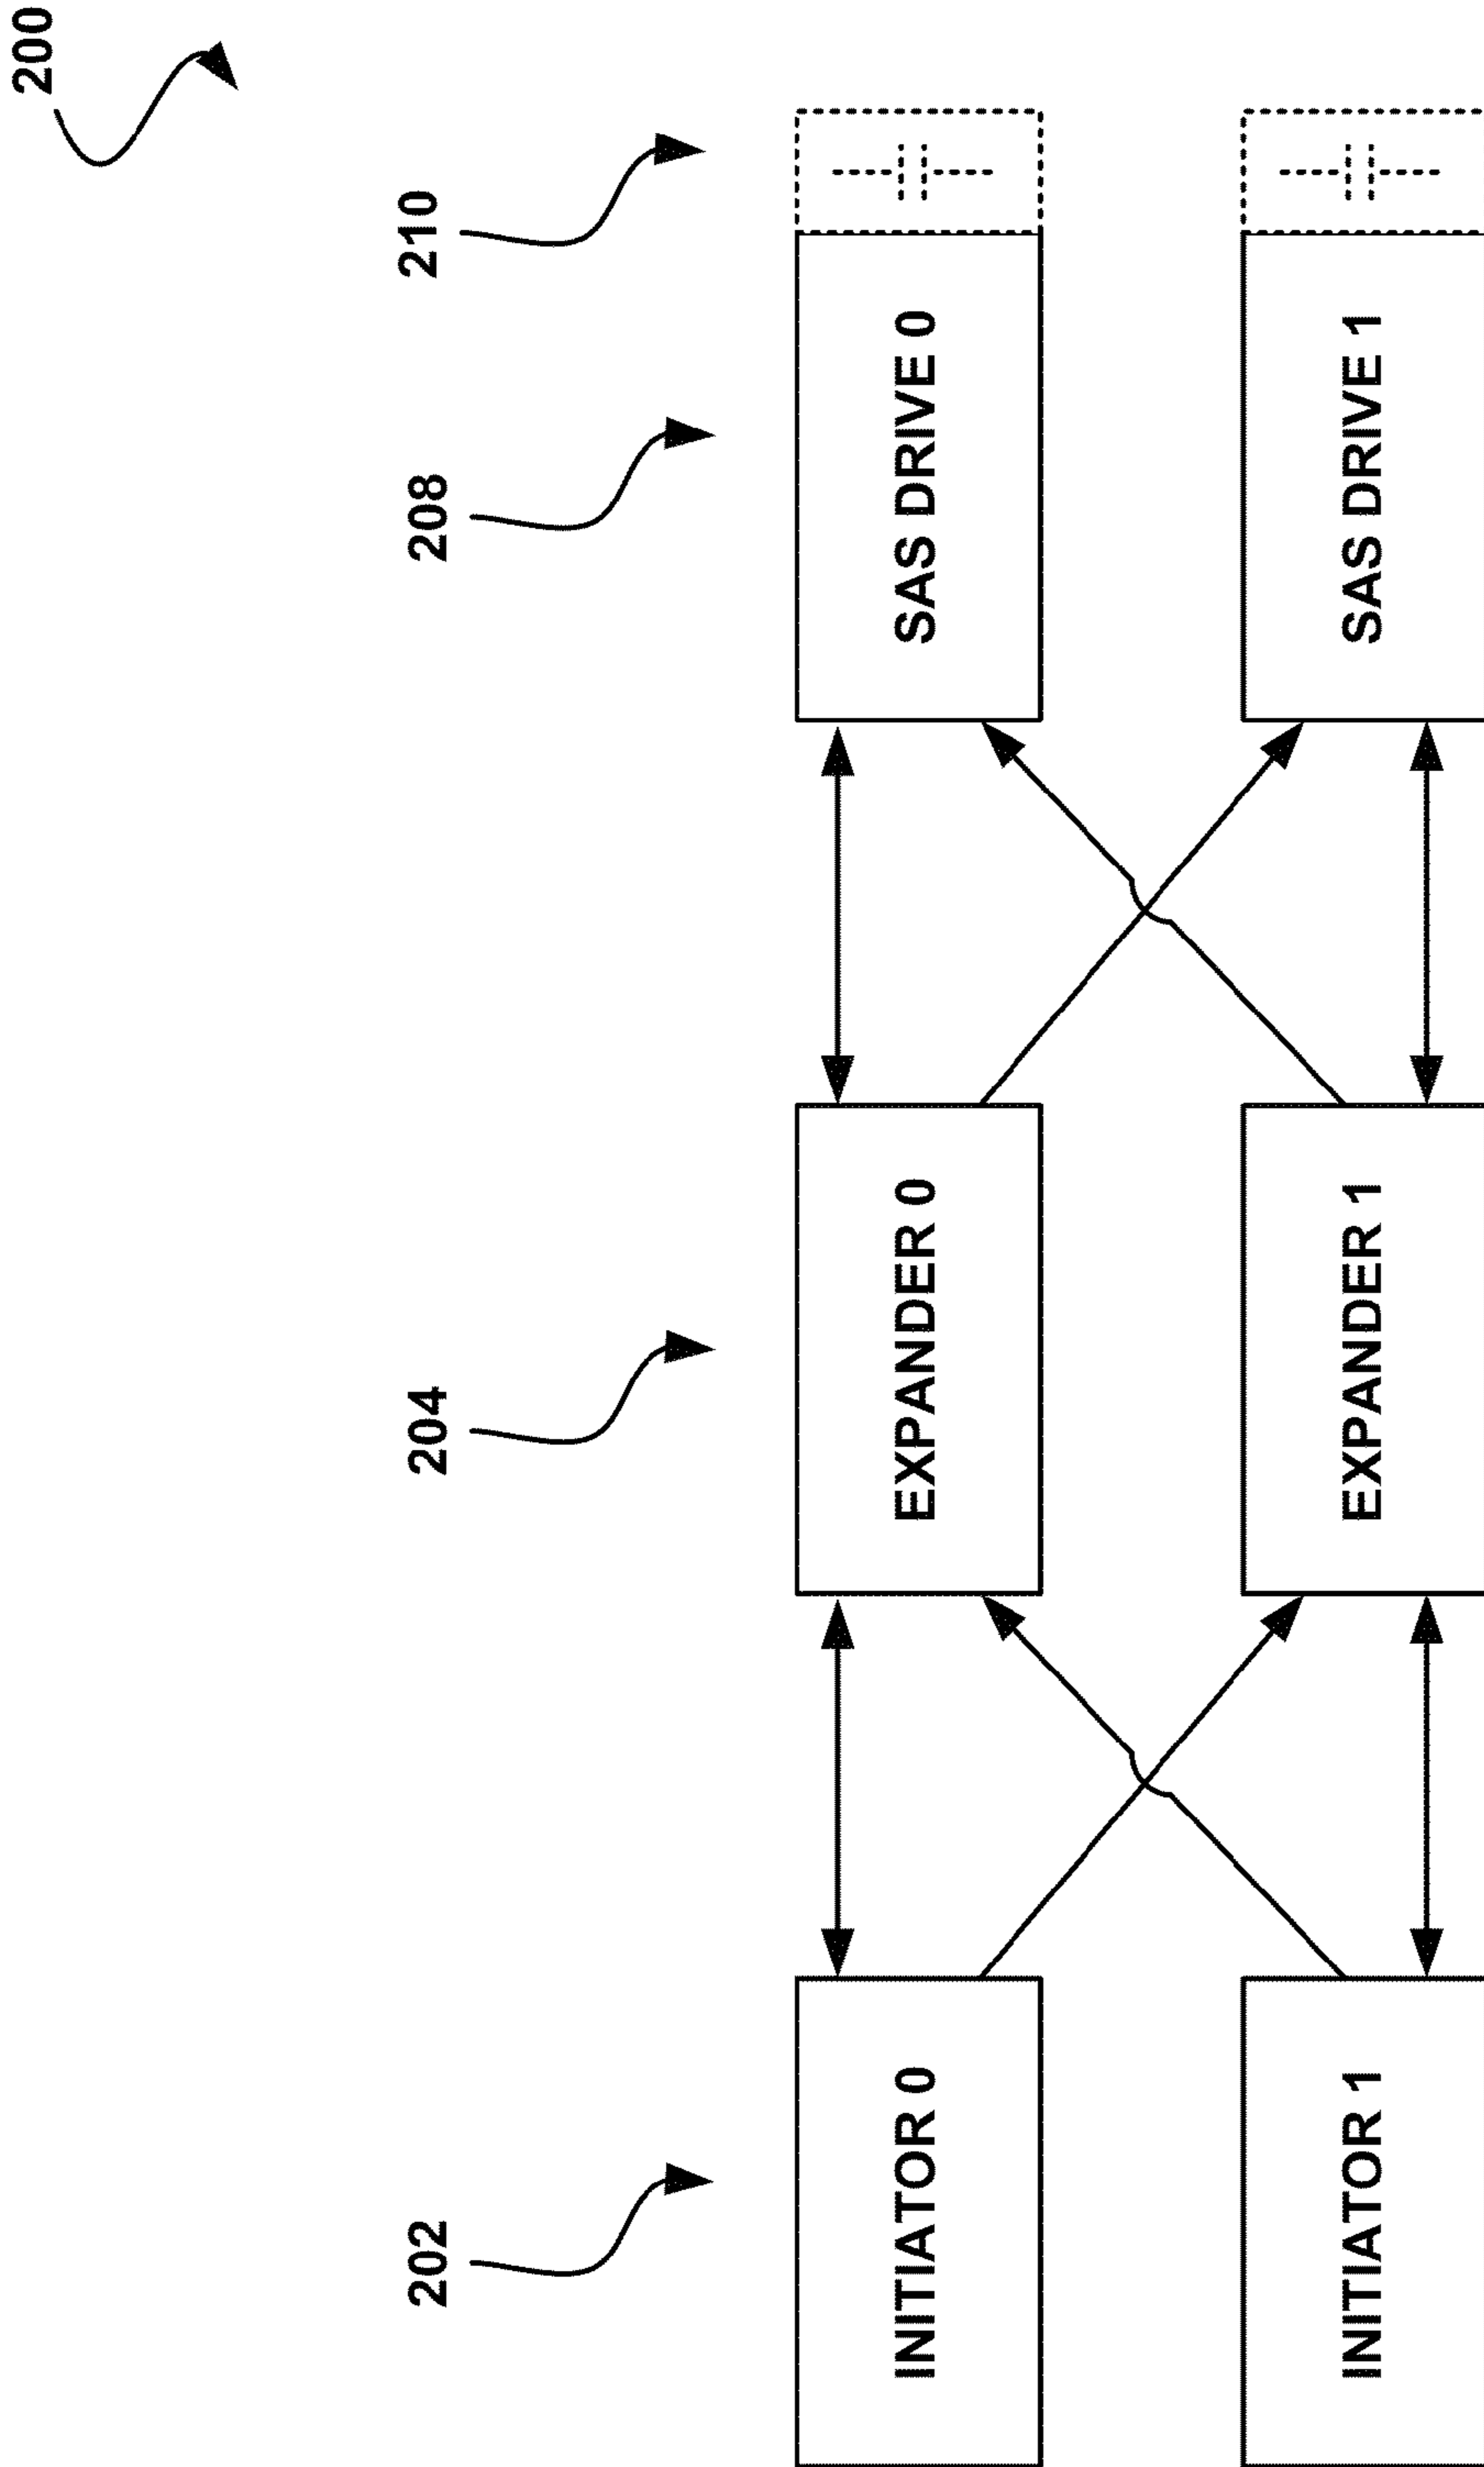 200
202
204
208
210
INITIATOR 0
EXPANDER 0
SAS DRIVE 0
INITIATOR 1
EXPANDER 1
SAS DRIVE 1